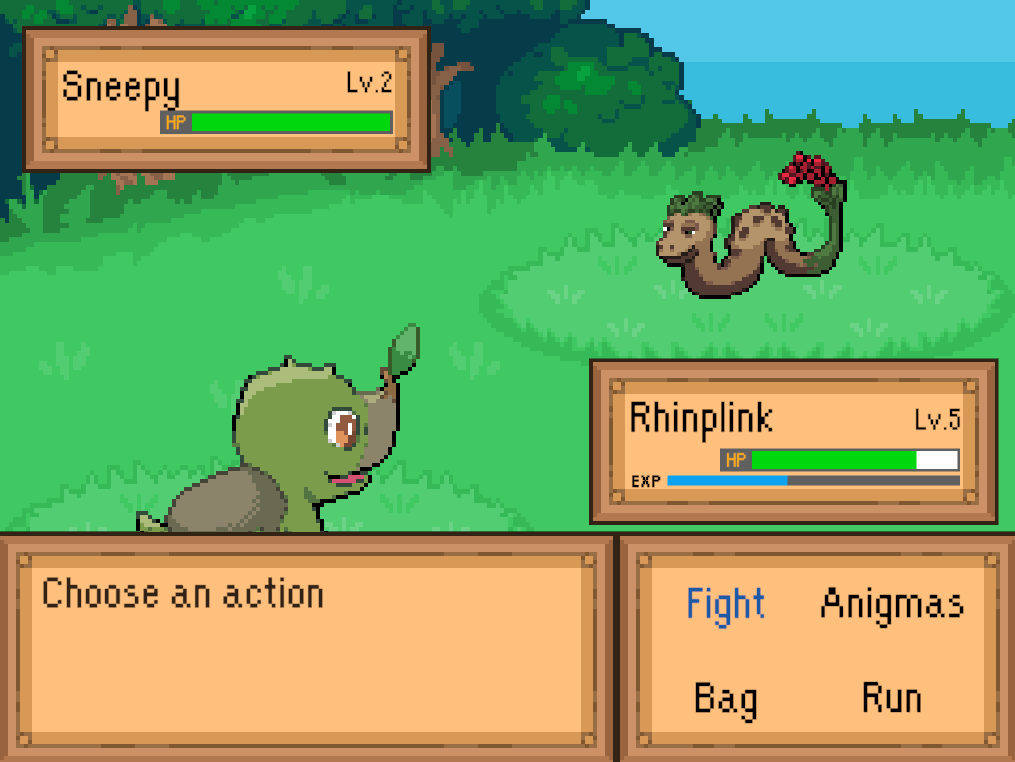 Sneepy Lv.2
HP
Rhinplink Lv.5
HP
EXP
Choose an action
Fight Anigmas
Bag Run